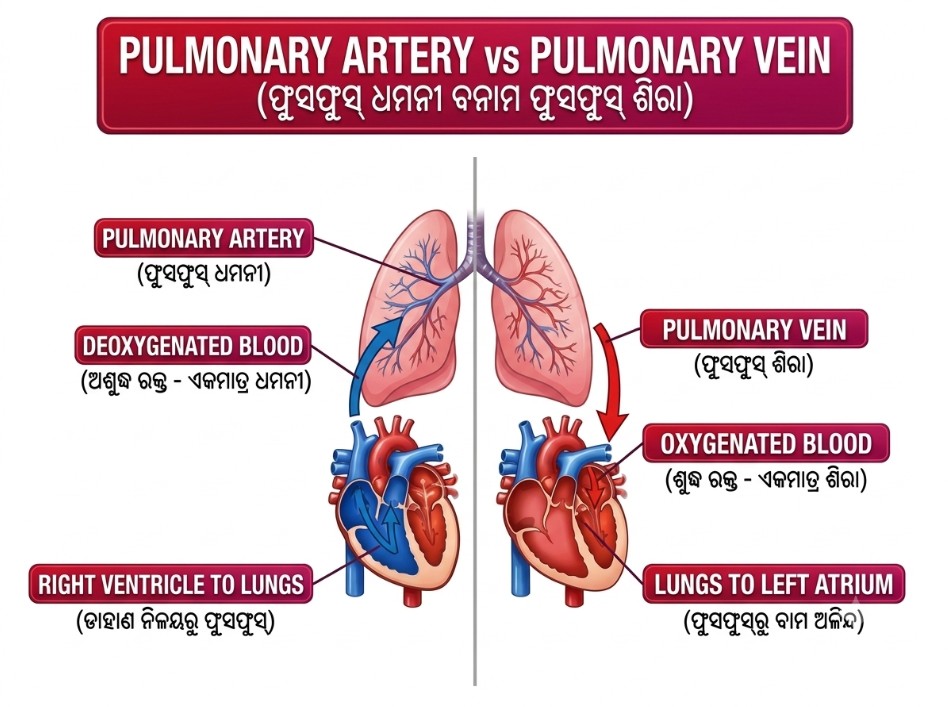 PULMONARY ARTERY vs PULMONARY VEIN
(ଫୁସଫୁସ୍ ଧମନୀ ବନାମ ଫୁସଫୁସ୍ ଶିରା)
PULMONARY ARTERY
(ଫୁସଫୁସ୍ ଧମନୀ)
DEOXYGENATED BLOOD
(ଅଶୁଦ୍ଧ ରକ୍ତ - ଏକମାତ୍ର ଧମନୀ)
RIGHT VENTRICLE TO LUNGS
(ଡାହାଣ ନିଳୟରୁ ଫୁସଫୁସ୍)
PULMONARY VEIN
(ଫୁସଫୁସ୍ ଶିରା)
OXYGENATED BLOOD
(ଶୁଦ୍ଧ ରକ୍ତ - ଏକମାତ୍ର ଶିରା)
LUNGS TO LEFT ATRIUM
(ଫୁସଫୁସ୍‌ରୁ ବାମ ଅଳିନ୍ଦ)